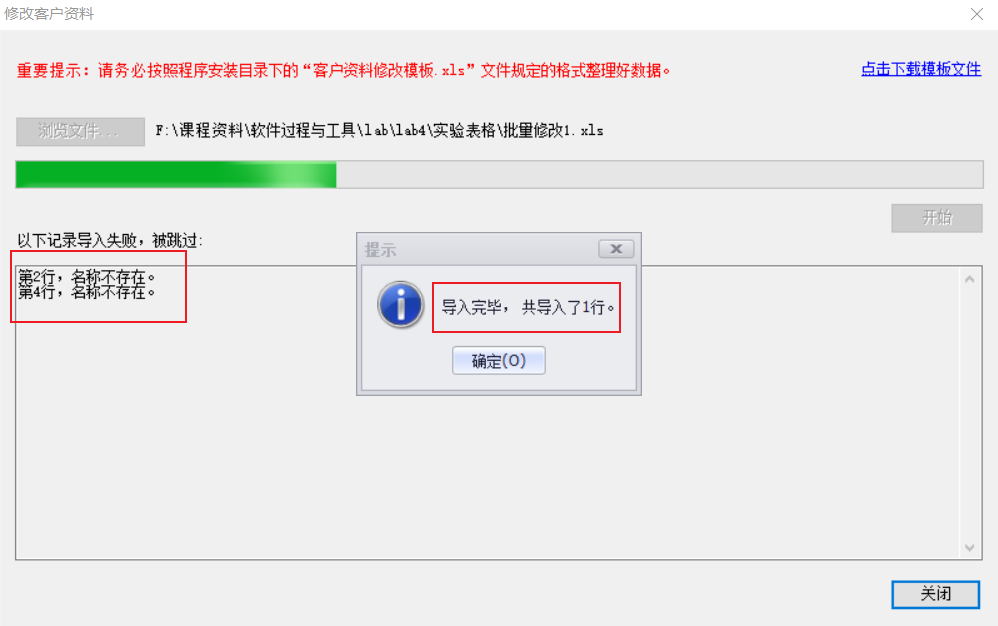 修改客户资料
重要提示：请务必按照程序安装目录下的“客户资料修改模板.xls”文件规定的格式整理好数据。
点击下载模板文件
浏览文件...
F:\课程资料\软件过程与工具\lab\lab4\实验表格\批量修改1.xls
开始
以下记录导入失败，被跳过：
第2行，名称不存在。
第4行，名称不存在。
提示
导入完毕， 共导入了1行。
确定(O)
关闭